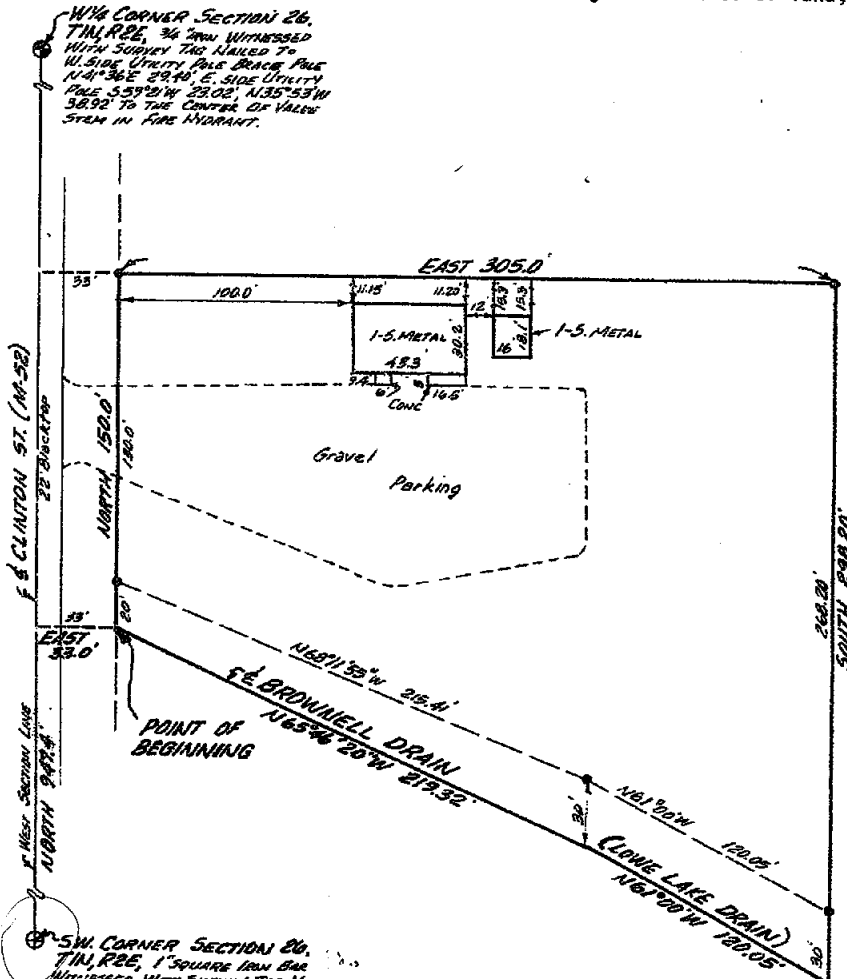 W¼ CORNER SECTION 26,
T1N, R2E, ¾" IRON WITNESSED
WITH SURVEY TAG NAILED TO
W. SIDE UTILITY POLE BRACE POLE
N41°36'E 29.40', E. SIDE UTILITY
POLE S59°21'W 23.02', N35°53'W
38.92' TO THE CENTER OF VALVE
STEM IN FIRE HYDRANT.
33'
EAST 305.0'
100.0'
11.15'
11.20'
12'
15.3'
15.3'
1-S. METAL
30.2'
48.3'
16'
18.1'
1-S. METAL
9.4'
6.7'
8'
16.5'
CONC
℄ CLINTON ST. (M-52)
22' Blacktop
NORTH 150.0'
130.0'
Gravel
Parking
268.20'
SOUTH 298.20'
33'
20'
EAST
33.0'
N68°11'53"W 215.41'
℄ BROWNELL DRAIN
N65°46'20"W 219.32'
POINT OF
BEGINNING
WEST SECTION LINE
NORTH 947.4'
30'
N61°00'W 120.05'
(LOWE LAKE DRAIN)
N61°00'W 120.05'
30'
S.W. CORNER SECTION 26,
T1N, R2E, 1" SQUARE IRON BAR